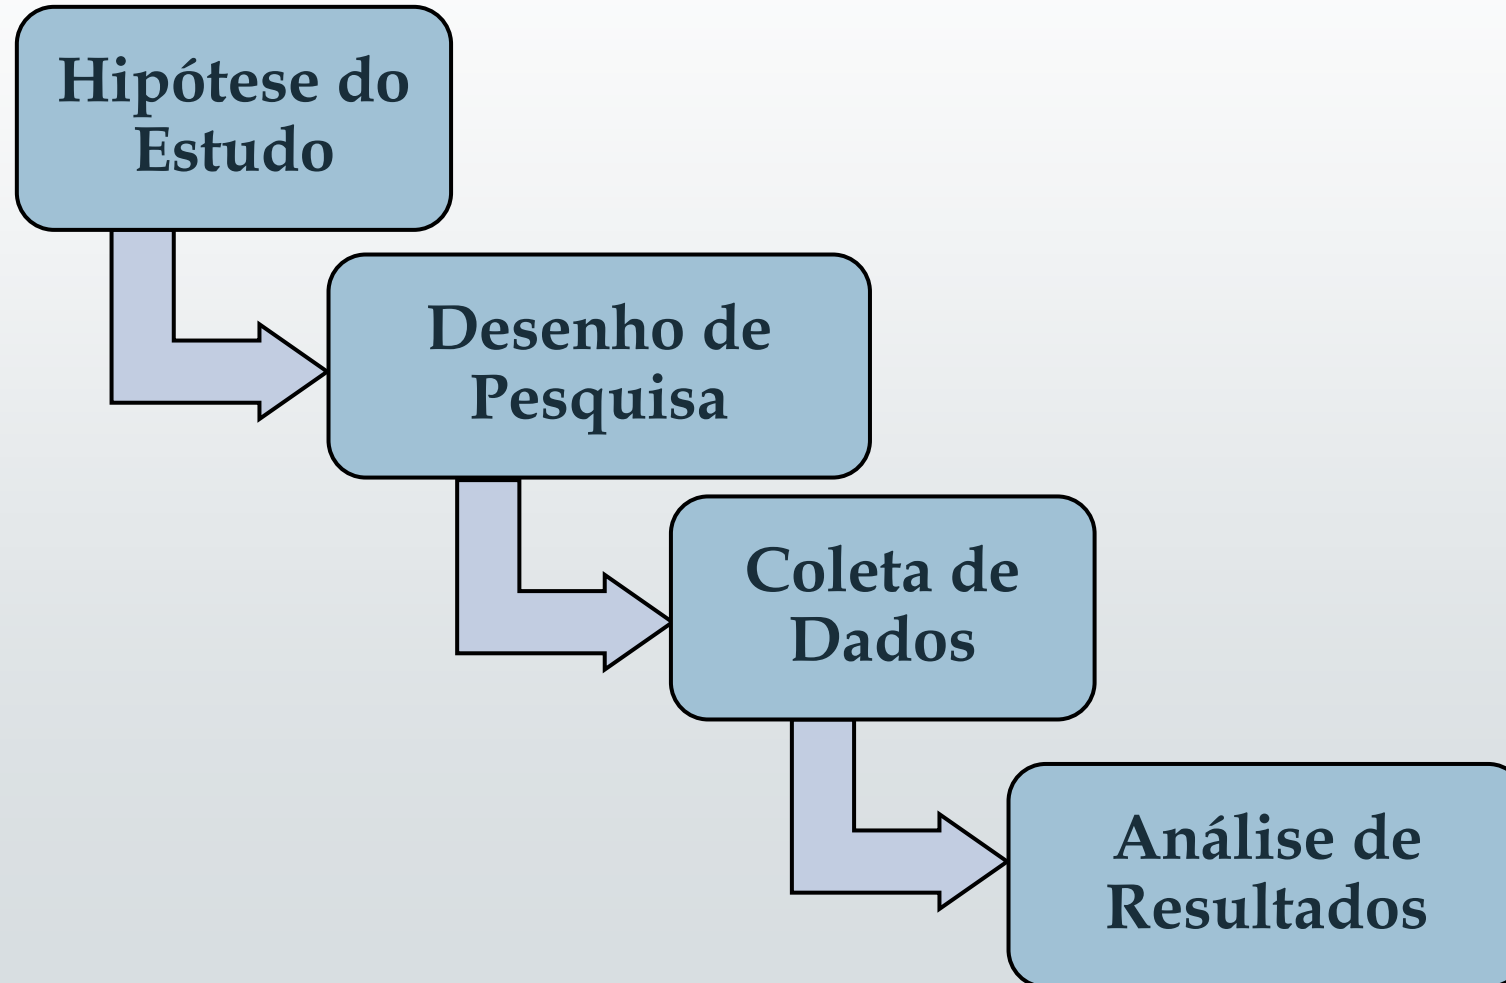 Hipótese do
Estudo
Desenho de
Pesquisa
Coleta de
Dados
Análise de
Resultados